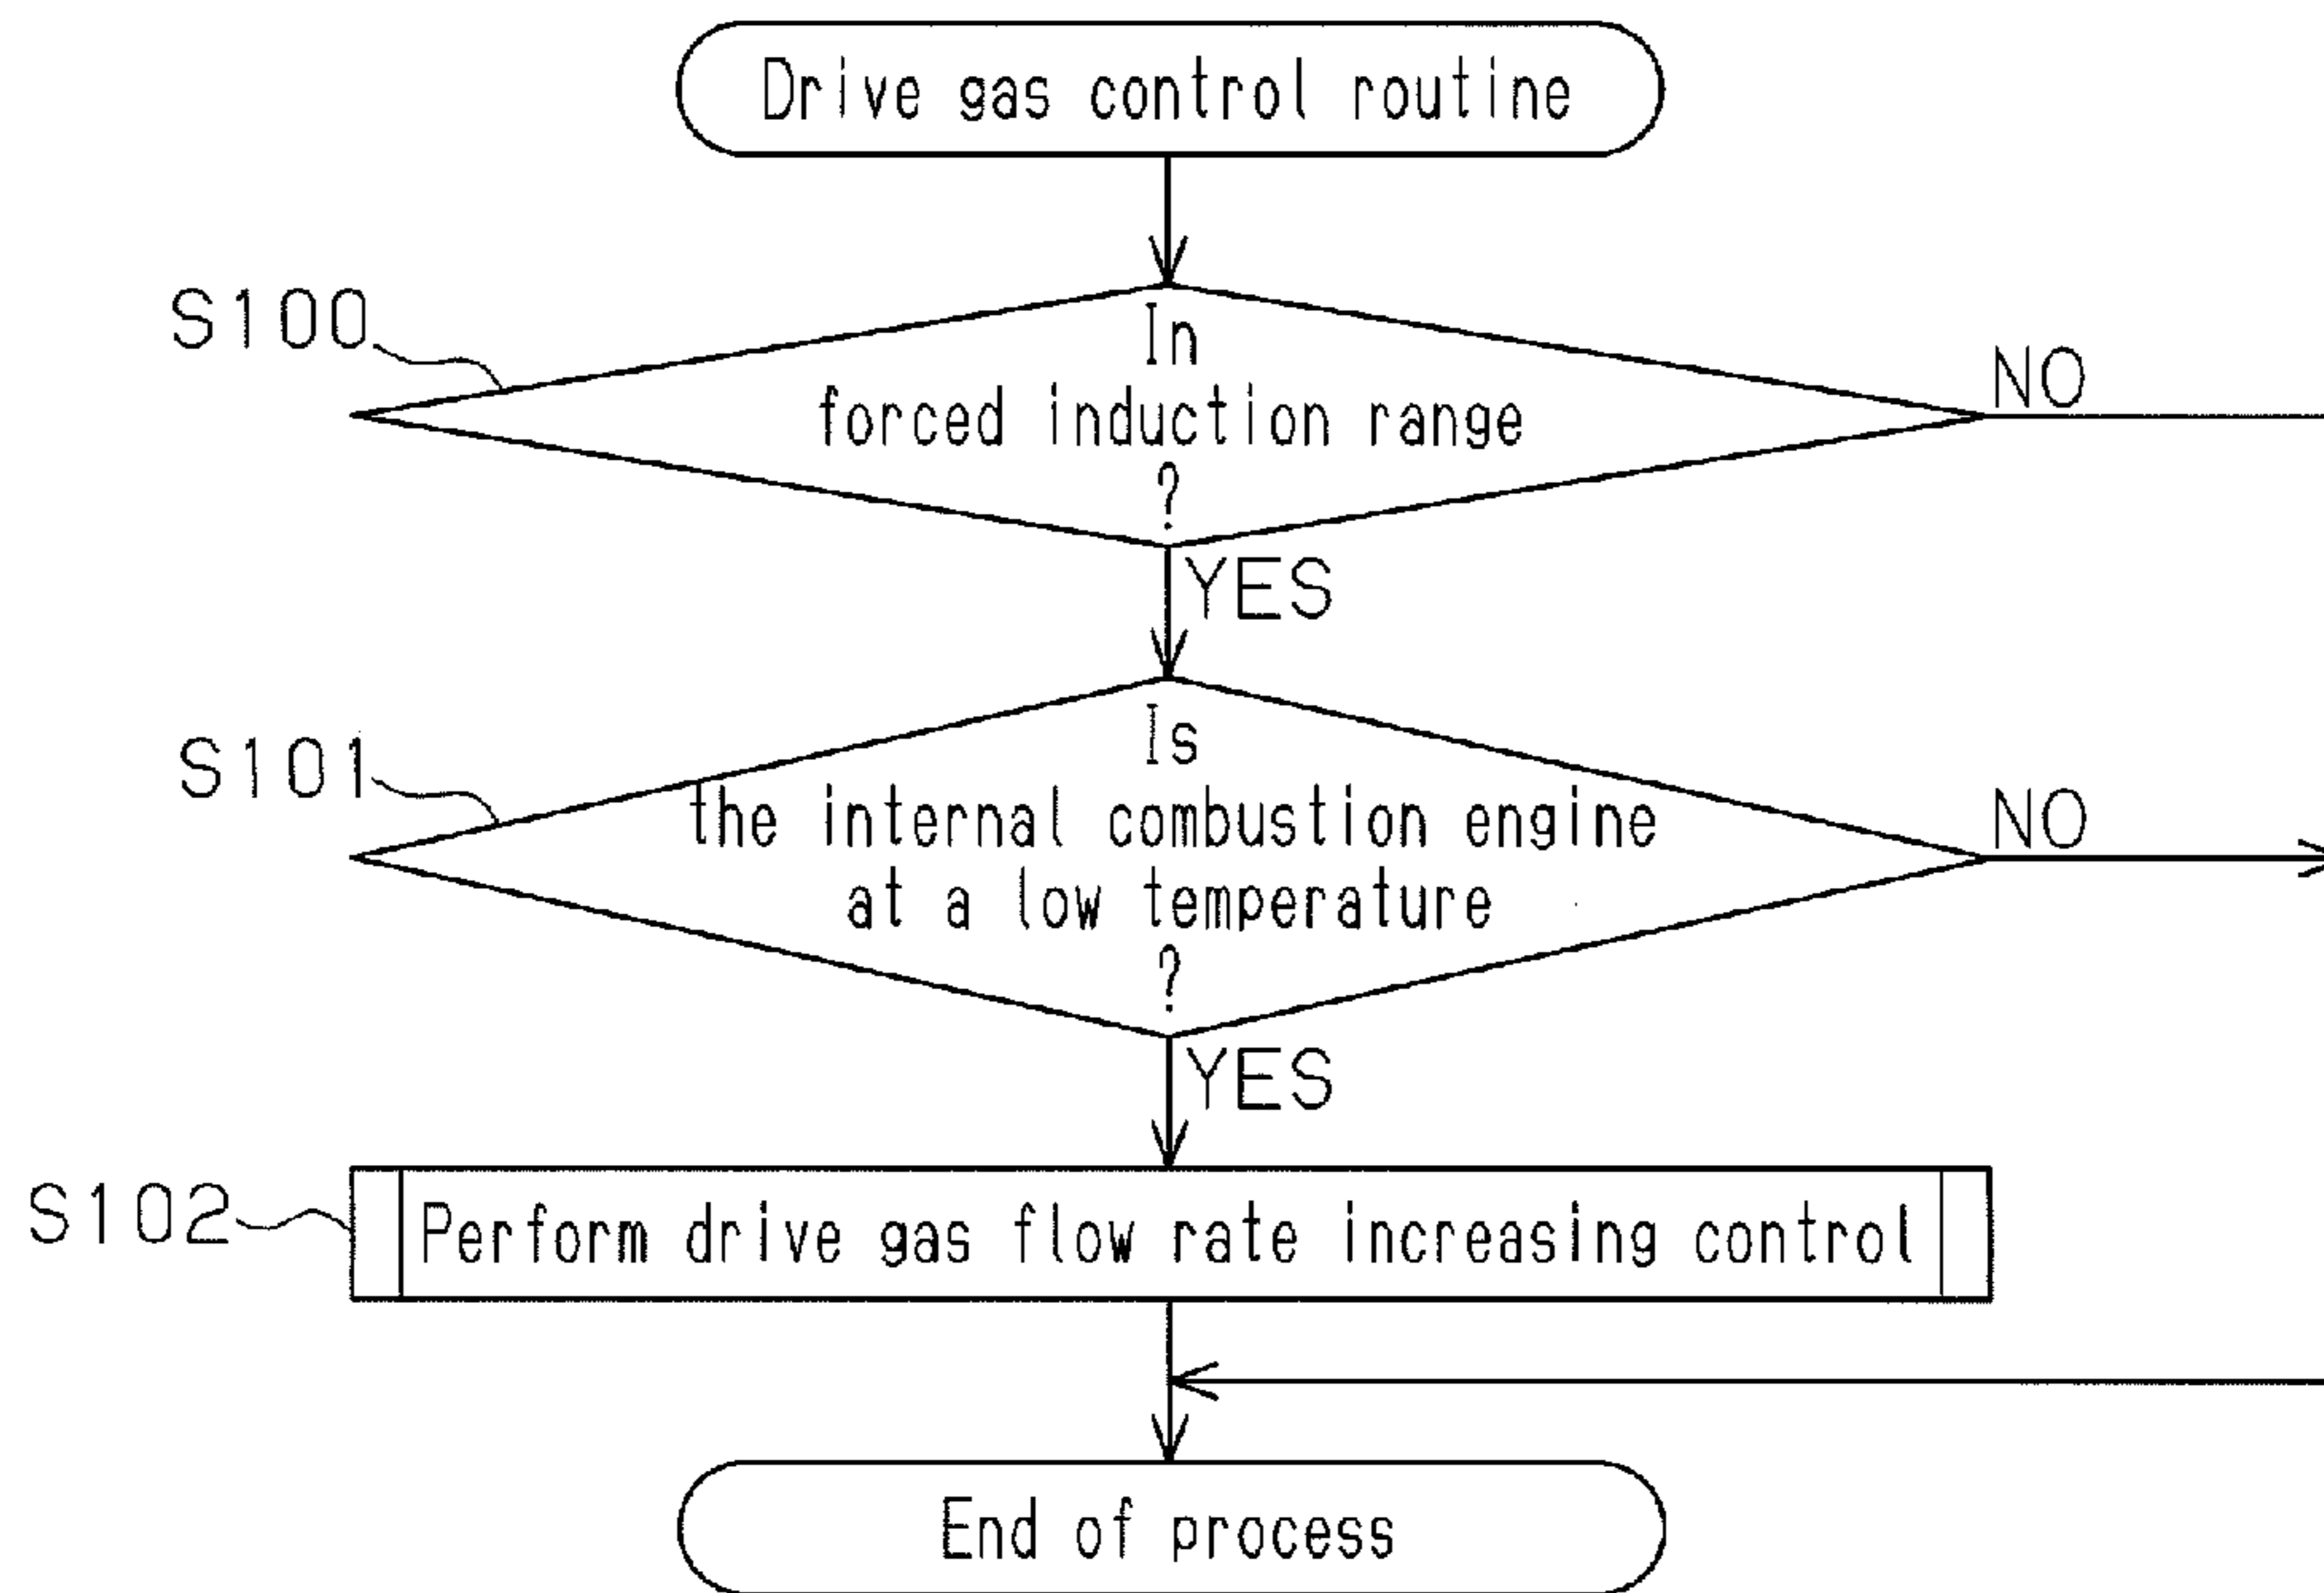 Drive gas control routine
S100
In
forced induction range
?
NO
YES
S101
Is
the internal combustion engine
at a low temperature
?
NO
YES
S102
Perform drive gas flow rate increasing control
End of process